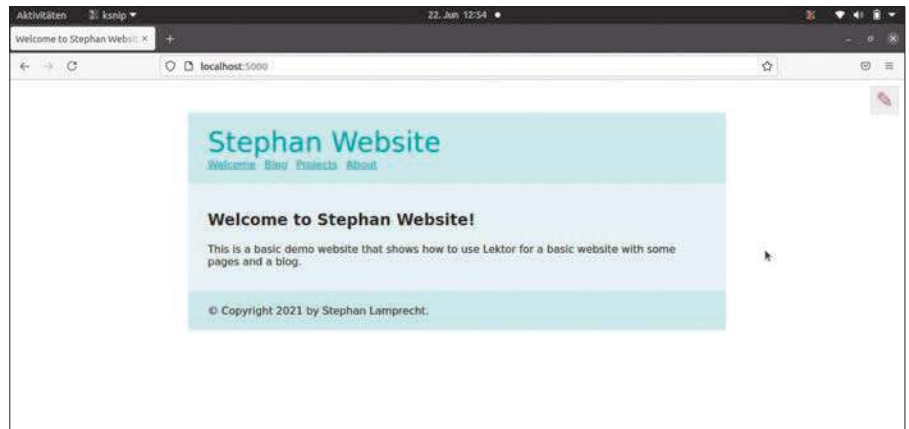 Aktivitäten ksnip 22. Jun 12:54
Welcome to Stephan Websit
localhost:5000
Stephan Website
Welcome Blog Projects About
Welcome to Stephan Website!
This is a basic demo website that shows how to use Lektor for a basic website with some
pages and a blog.
© Copyright 2021 by Stephan Lamprecht.